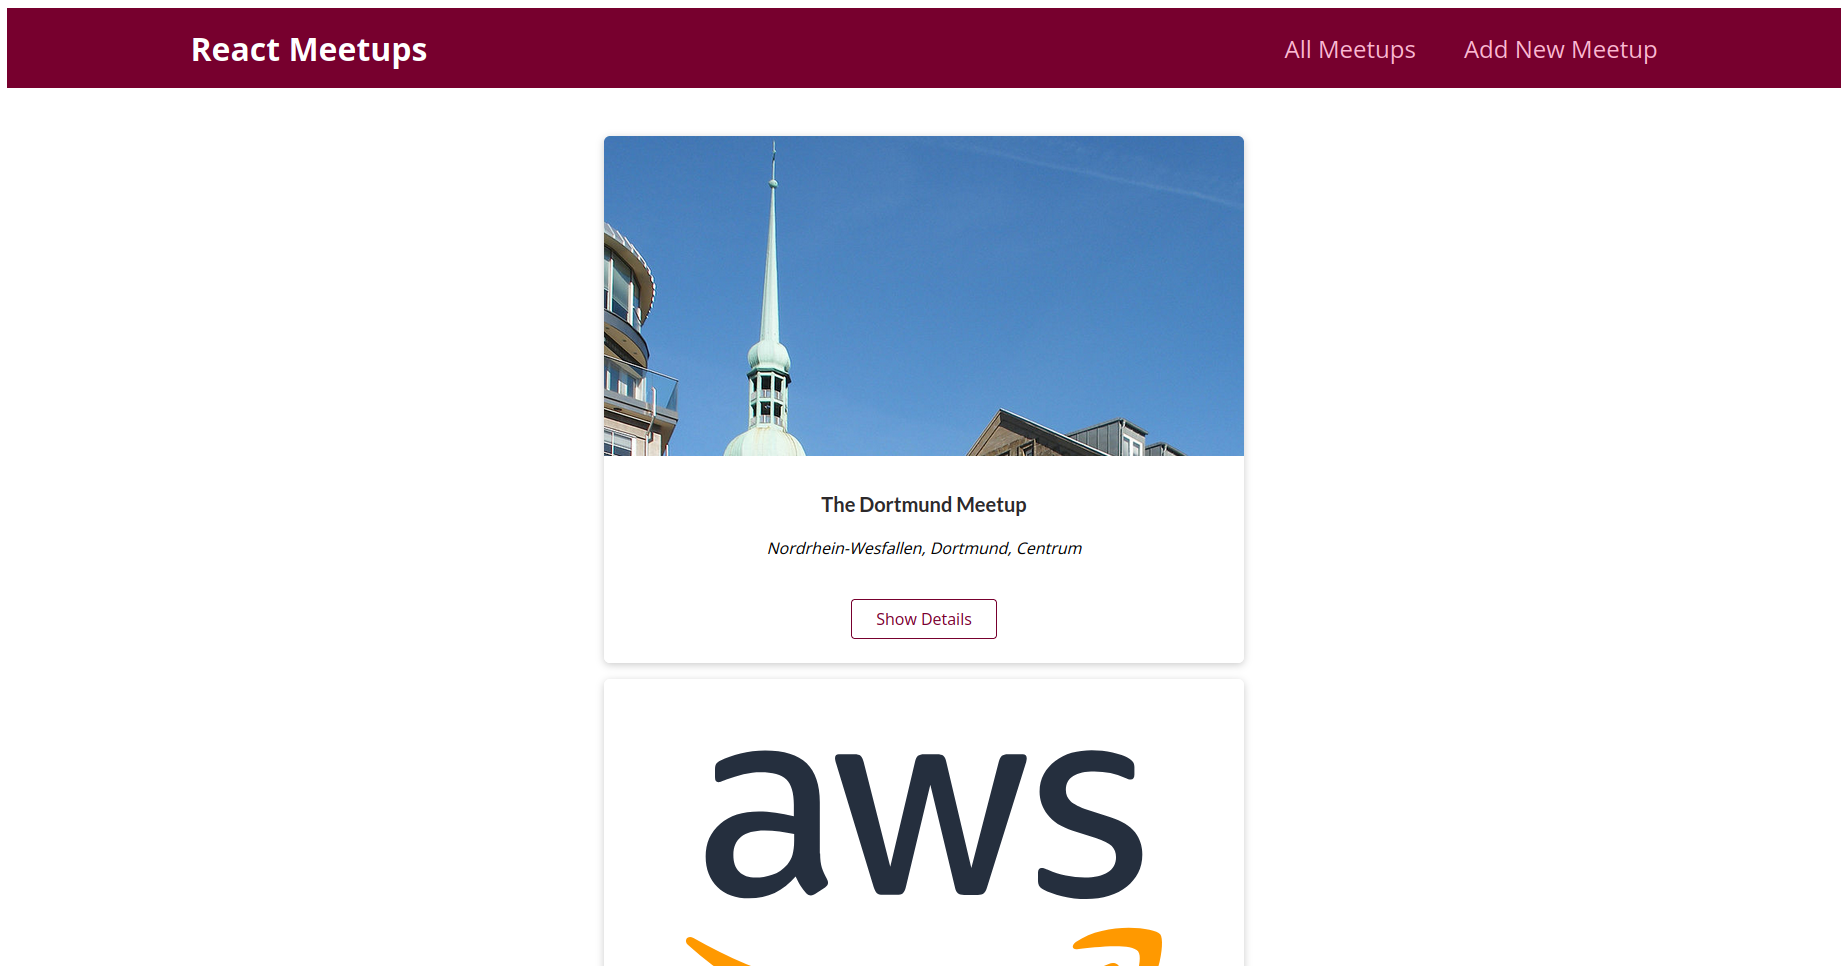 React Meetups
All Meetups
Add New Meetup
The Dortmund Meetup
Nordrhein-Wesfallen, Dortmund, Centrum
Show Details
aws